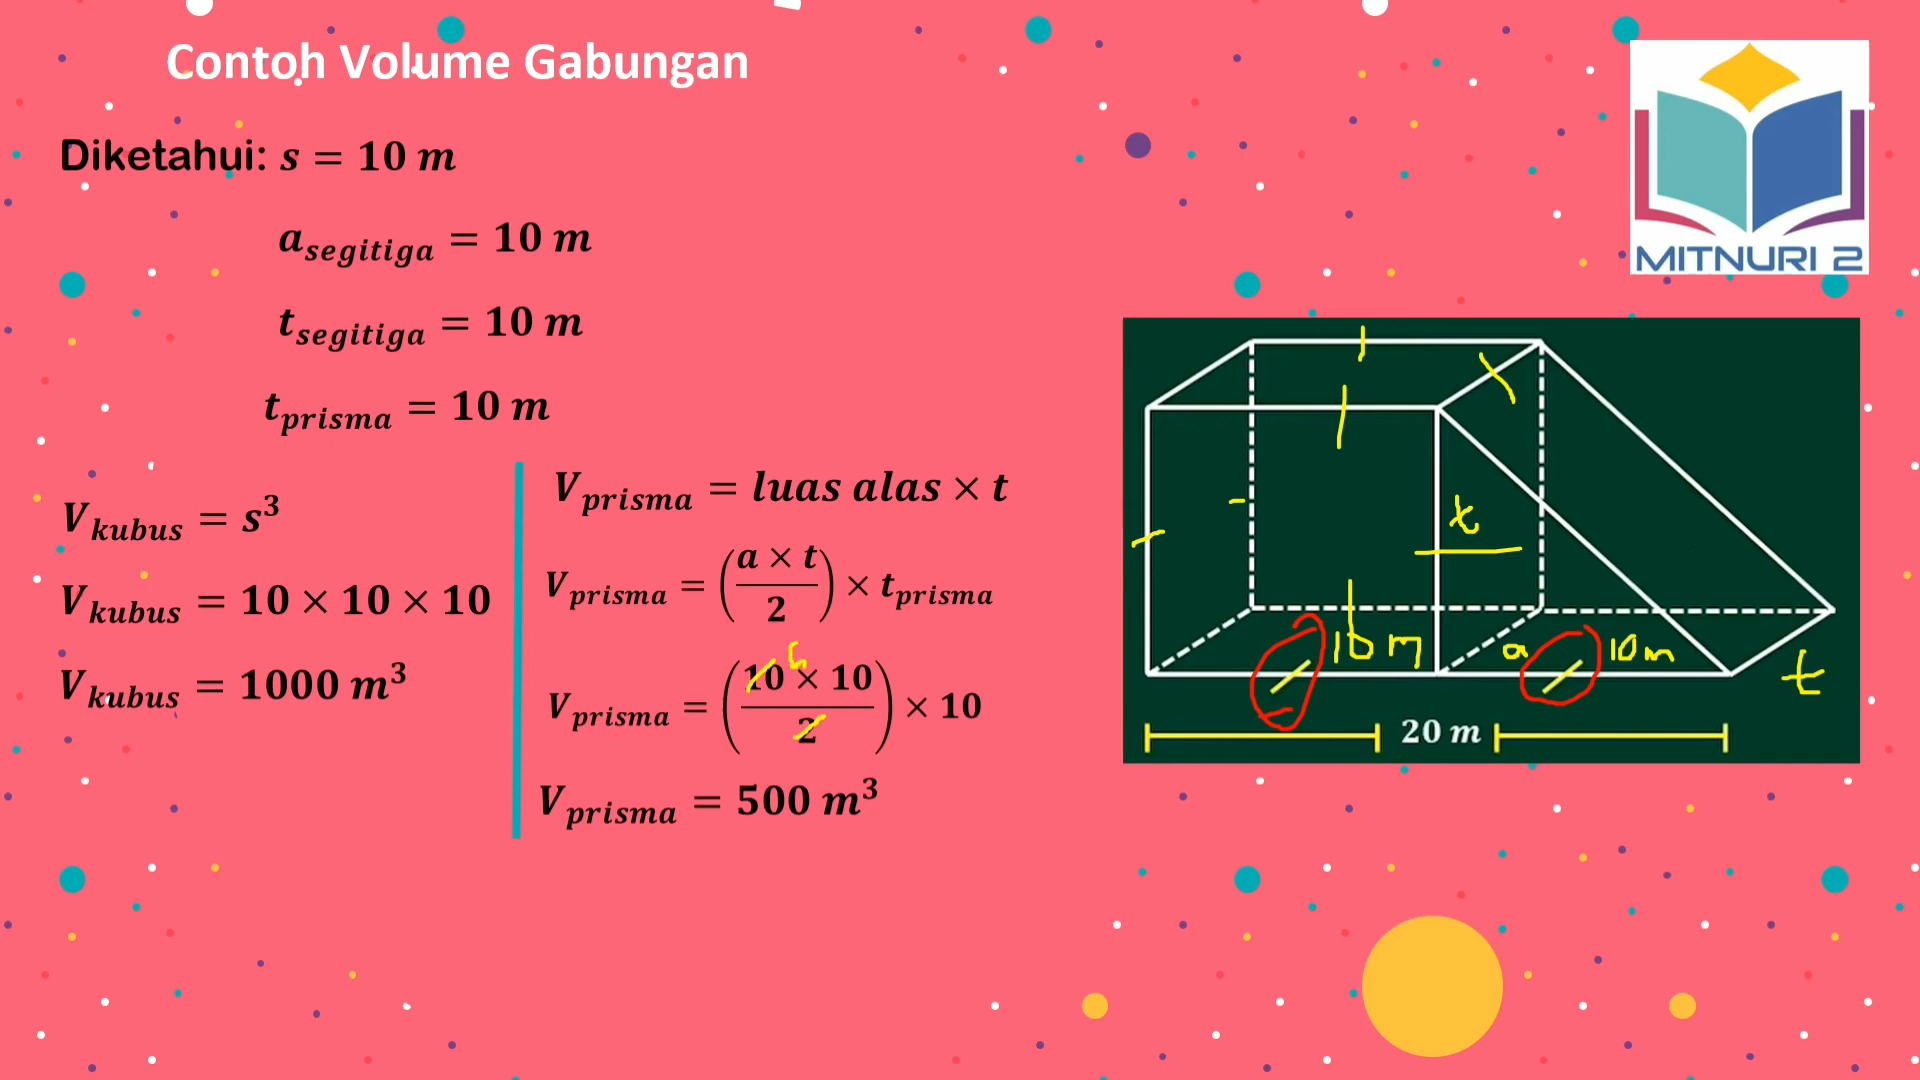 Contoh Volume Gabungan
MITNURI 2
Diketahui: s = 10 m
a_segitiga = 10 m
t_segitiga = 10 m
t_prisma = 10 m
V_kubus = s³
V_kubus = 10 × 10 × 10
V_kubus = 1000 m³
V_prisma = luas alas × t
V_prisma = (a × t / 2) × t_prisma
V_prisma = (10 × 10 / 2) × 10
V_prisma = 500 m³
t
10 m
a
10 m
t
20 m